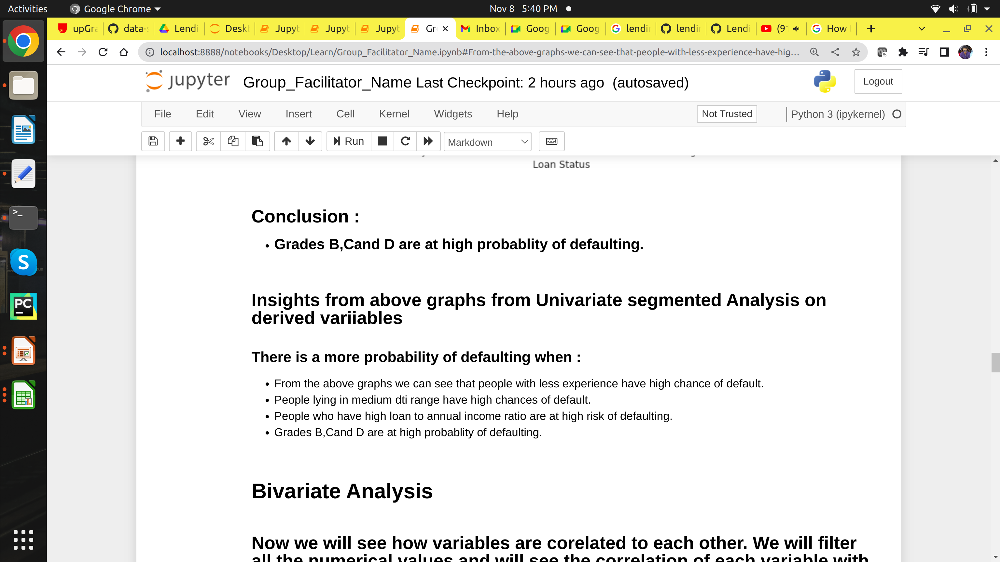 Activities Google Chrome Nov 8 5:40 PM
upGra data-s Lendi Deskt Jupyt Jupyt Jupyt Gr Inbox Goog Goog lendin lendin Lendi (9 How
localhost:8888/notebooks/Desktop/Learn/Group_Facilitator_Name.ipynb#From-the-above-graphs-we-can-see-that-people-with-less-experience-have-hig...
jupyter Group_Facilitator_Name Last Checkpoint: 2 hours ago (autosaved) Logout
File Edit View Insert Cell Kernel Widgets Help Not Trusted Python 3 (ipykernel)
Run Markdown
Loan Status
Conclusion :
• Grades B,Cand D are at high probablity of defaulting.
Insights from above graphs from Univariate segmented Analysis on
derived variiables
There is a more probability of defaulting when :
• From the above graphs we can see that people with less experience have high chance of default.
• People lying in medium dti range have high chances of default.
• People who have high loan to annual income ratio are at high risk of defaulting.
• Grades B,Cand D are at high probablity of defaulting.
Bivariate Analysis
Now we will see how variables are corelated to each other. We will filter
all the numerical values and will see the correlation of each variable with